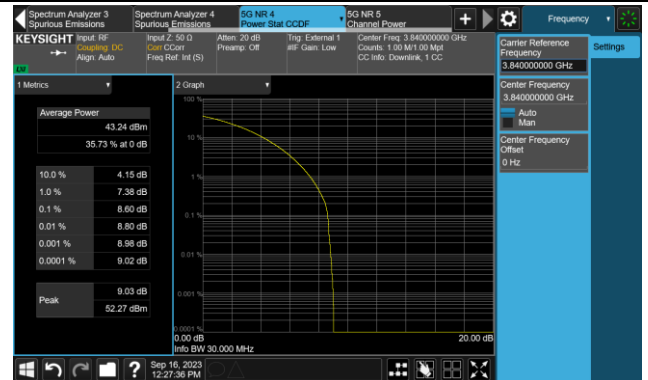 Spectrum Analyzer 3
Spurious Emissions
Spectrum Analyzer 4
Spurious Emissions
5G NR 4
Power Stat CCDF
5G NR 5
Channel Power
Frequency
KEYSIGHT
Input: RF
Coupling: DC
Align: Auto
Input Z: 50 Ω
Corr CCorr
Freq Ref: Int (S)
Atten: 20 dB
Preamp: Off
Trig: External 1
#IF Gain: Low
Center Freq: 3.840000000 GHz
Counts: 1.00 M/1.00 Mpt
CC Info: Downlink, 1 CC
LXI
Carrier Reference
Frequency
3.840000000 GHz
Settings
Center Frequency
3.840000000 GHz
Auto
Man
Center Frequency
Offset
0 Hz
1 Metrics
Average Power
43.24 dBm
35.73 % at 0 dB
10.0 % 4.15 dB
1.0 % 7.38 dB
0.1 % 8.60 dB
0.01 % 8.80 dB
0.001 % 8.98 dB
0.0001 % 9.02 dB
Peak
9.03 dB
52.27 dBm
2 Graph
100 %
10 %
1 %
0.1 %
0.01 %
0.001 %
0.0001 %
0.00 dB
20.00 dB
Info BW 30.000 MHz
?
Sep 16, 2023
12:27:36 PM